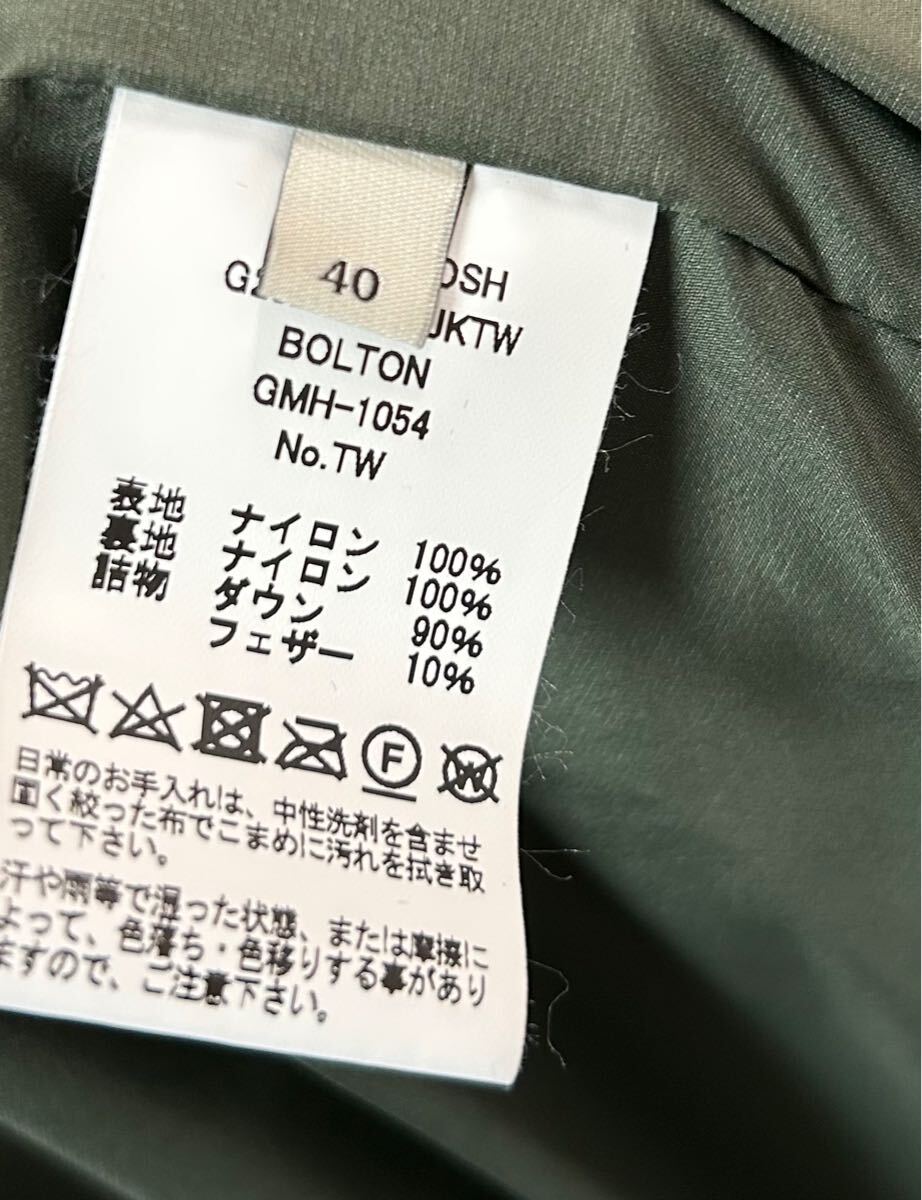 40
OSH
JKTW
BOLTON
GMH-1054
No.TW
表地 ナイロン 100%
裏地 ナイロン 100%
詰物 ダウン 90%
フェザー 10%
F
W
日常のお手入れは、中性洗剤を含ませ
固く絞った布でこまめに汚れを拭き取
って下さい。
汗や雨等で湿った状態、または摩擦に
よって、色落ち・色移りする事があり
ますので、ご注意下さい。